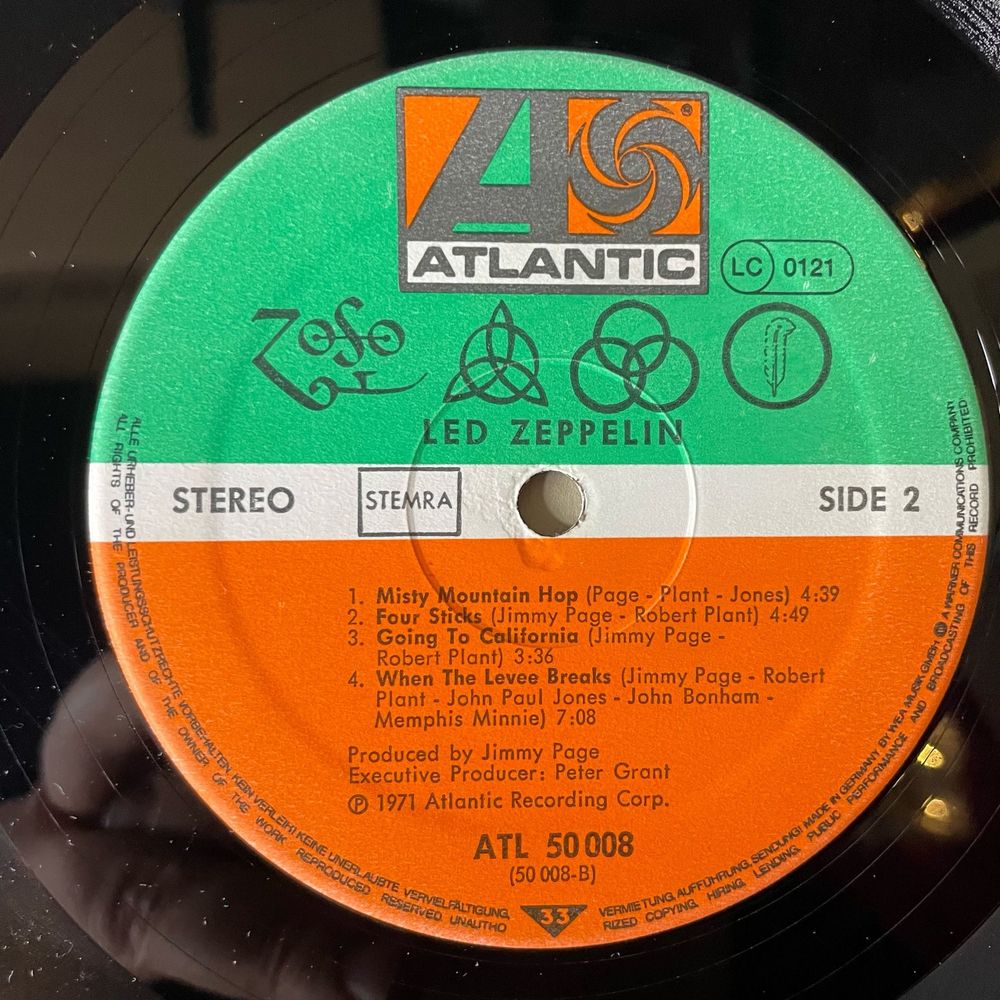 ®
ATLANTIC
LC 0121
LED ZEPPELIN
STEREO
STEMRA
SIDE 2
1. Misty Mountain Hop (Page - Plant - Jones) 4:39
2. Four Sticks (Jimmy Page - Robert Plant) 4:49
3. Going To California (Jimmy Page -
Robert Plant) 3:36
4. When The Levee Breaks (Jimmy Page - Robert
Plant - John Paul Jones - John Bonham -
Memphis Minnie) 7:08
Produced by Jimmy Page
Executive Producer: Peter Grant
℗ 1971 Atlantic Recording Corp.
ATL 50 008
(50 008-B)
33
ALLE URHEBER- UND LEISTUNGSSCHUTZRECHTE VORBEHALTEN. KEIN VERLEIH! KEINE UNERLAUBTE VERVIELFÄLTIGUNG, VERMIETUNG, AUFFÜHRUNG, SENDUNG! MADE IN GERMANY BY WEA MUSIK GMBH A WARNER COMMUNICATIONS COMPANY
ALL RIGHTS OF THE PRODUCER AND OF THE OWNER OF THE WORK REPRODUCED RESERVED UNAUTHORIZED COPYING, HIRING, LENDING, PUBLIC PERFORMANCE AND BROADCASTING OF THIS RECORD PROHIBITED